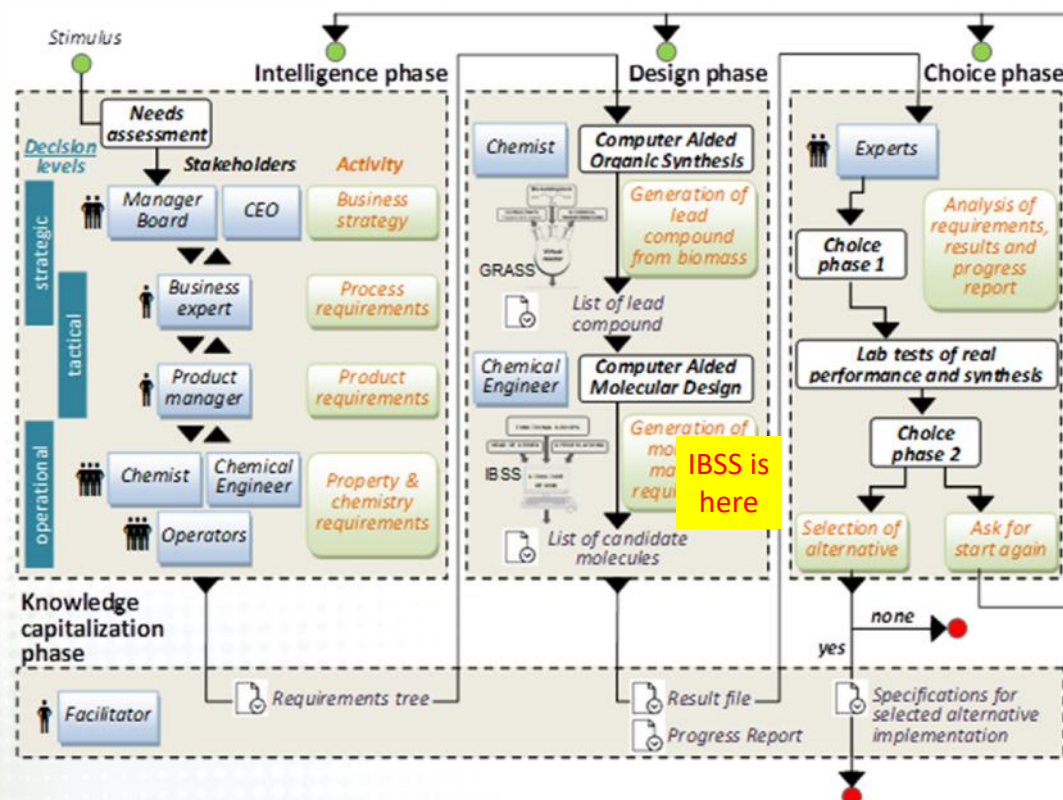 Stimulus
Intelligence phase
Design phase
Choice phase
Needs
assessment
Decision
levels
Stakeholders
Activity
strategic
tactical
operational
Manager
Board
CEO
Business
strategy
Business
expert
Process
requirements
Product
manager
Product
requirements
Chemist
Chemical
Engineer
Operators
Property &
chemistry
requirements
Chemist
Computer Aided
Organic Synthesis
Generation of
lead
compound
from biomass
GRASS
List of lead
compound
Chemical
Engineer
Computer Aided
Molecular Design
Generation of
IBSS
IBSS is
here
List of candidate
molecules
Experts
Choice
phase 1
Analysis of
requirements,
results and
progress
report
Lab tests of real
performance and synthesis
Choice
phase 2
Selection of
alternative
Ask for
start again
none
yes
Knowledge
capitalization
phase
Facilitator
Requirements tree
Result file
Progress Report
Specifications for
selected alternative
implementation